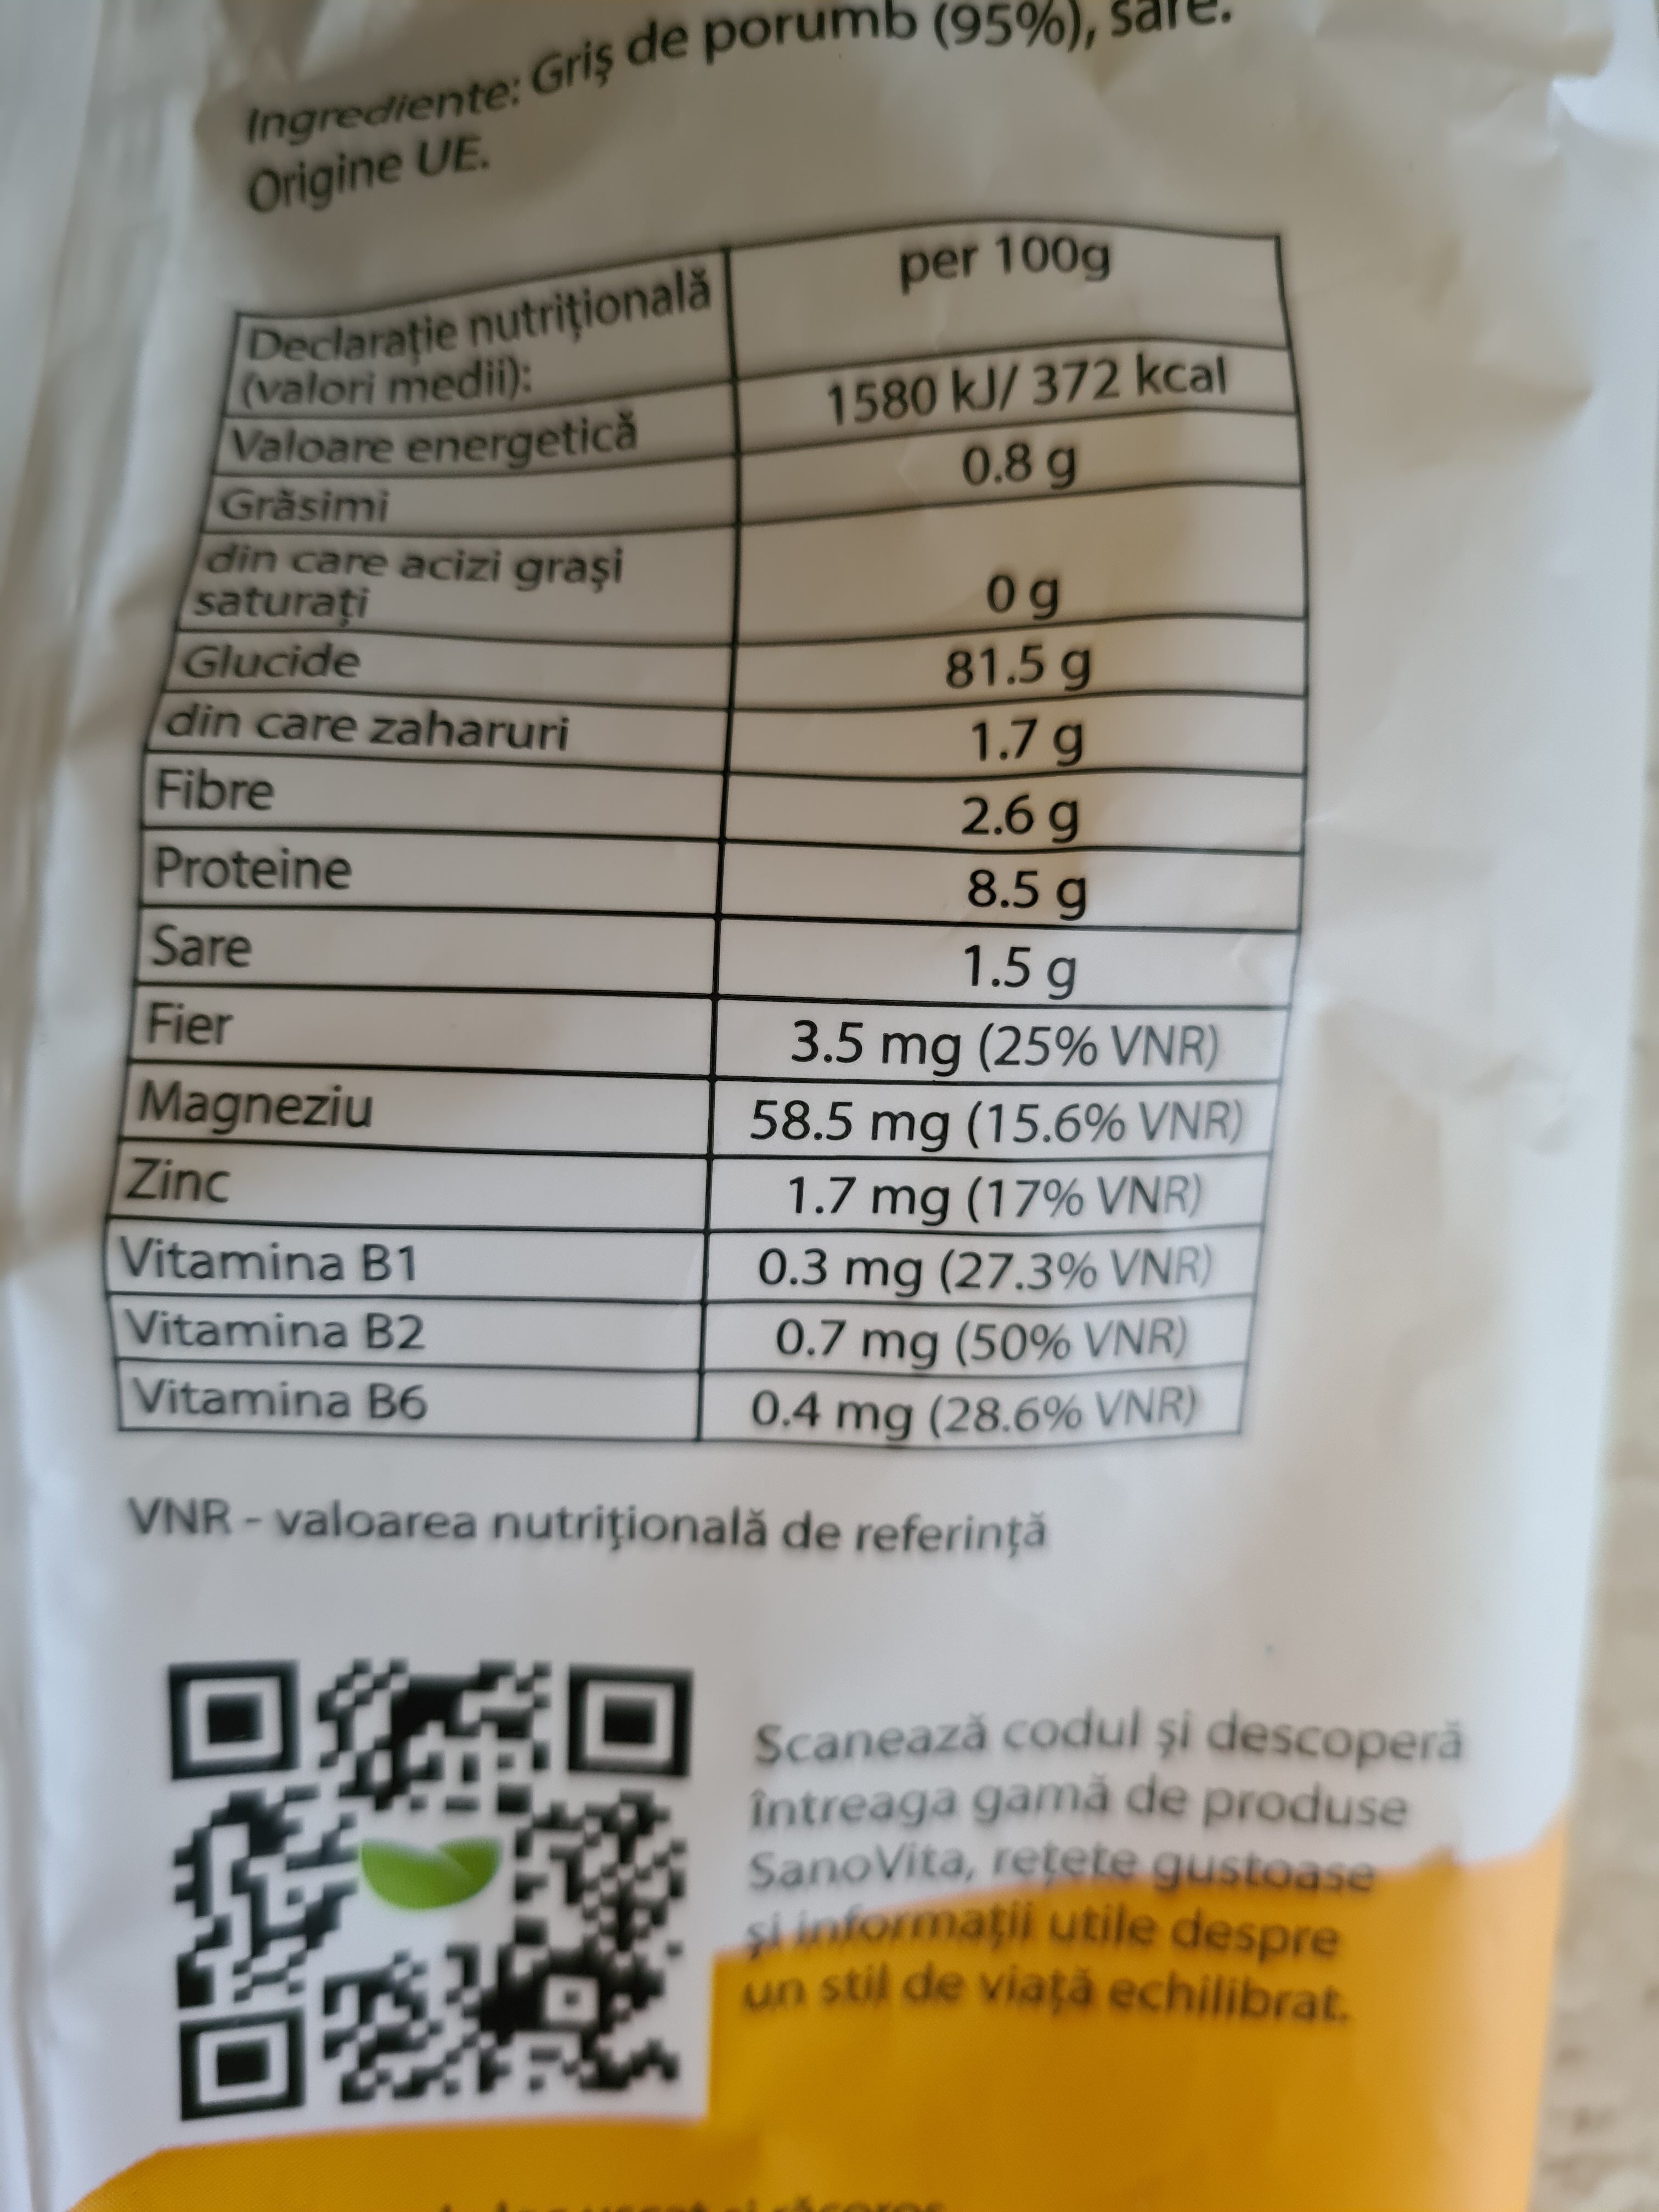 Ingrediente: Griş de porumb (95%), sare.
Origine UE.
Declaraţie nutriţională
(valori medii):
per 100g
Valoare energetică 1580 kJ/ 372 kcal
Grăsimi 0.8 g
din care acizi graşi
saturaţi 0 g
Glucide 81.5 g
din care zaharuri 1.7 g
Fibre 2.6 g
Proteine 8.5 g
Sare 1.5 g
Fier 3.5 mg (25% VNR)
Magneziu 58.5 mg (15.6% VNR)
Zinc 1.7 mg (17% VNR)
Vitamina B1 0.3 mg (27.3% VNR)
Vitamina B2 0.7 mg (50% VNR)
Vitamina B6 0.4 mg (28.6% VNR)
VNR - valoarea nutriţională de referinţă
Scanează codul şi descoperă
întreaga gamă de produse
SanoVita, reţete gustoase
şi informaţii utile despre
un stil de viaţă echilibrat.